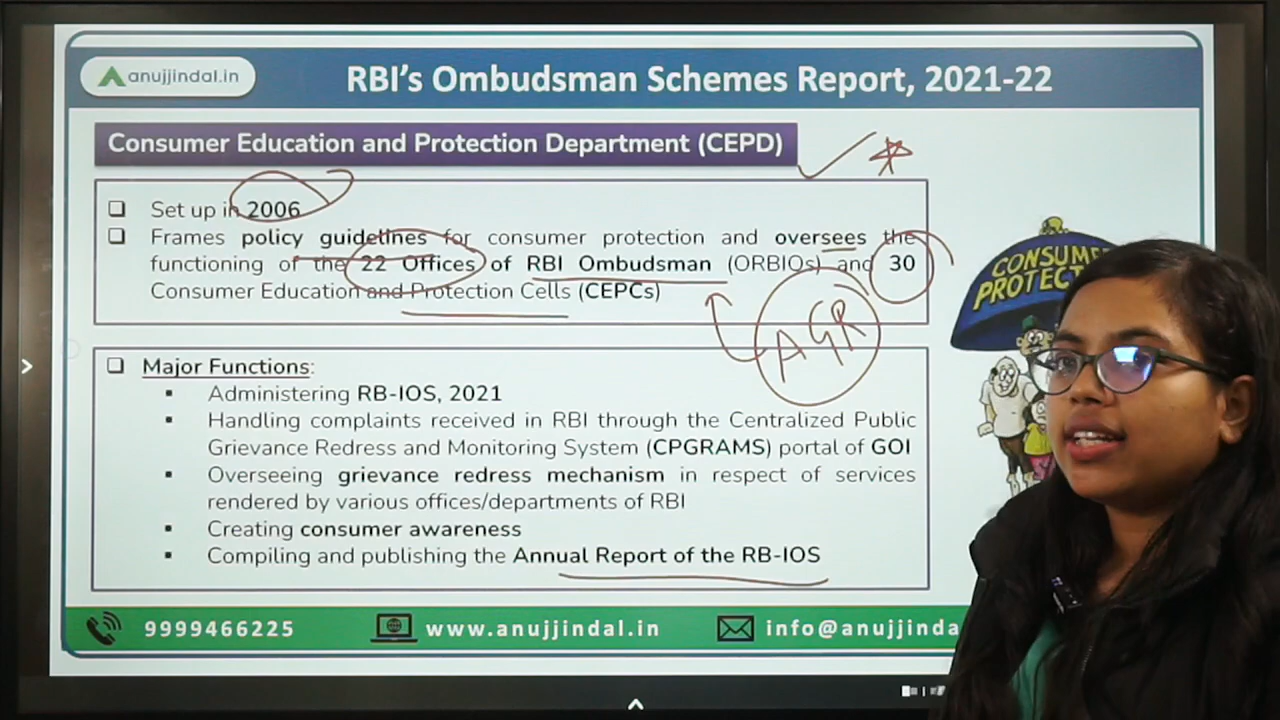 anujjindal.in
RBI's Ombudsman Schemes Report, 2021-22
Consumer Education and Protection Department (CEPD)
❑ Set up in 2006
❑ Frames policy guidelines for consumer protection and oversees the
functioning of the 22 Offices of RBI Ombudsman (ORBIOs) and 30
Consumer Education and Protection Cells (CEPCs)
AGR
CONSUMER
PROTECT
❑ Major Functions:
▪ Administering RB-IOS, 2021
▪ Handling complaints received in RBI through the Centralized Public
Grievance Redress and Monitoring System (CPGRAMS) portal of GOI
▪ Overseeing grievance redress mechanism in respect of services
rendered by various offices/departments of RBI
▪ Creating consumer awareness
▪ Compiling and publishing the Annual Report of the RB-IOS
9999466225 www.anujjindal.in info@anujjinda